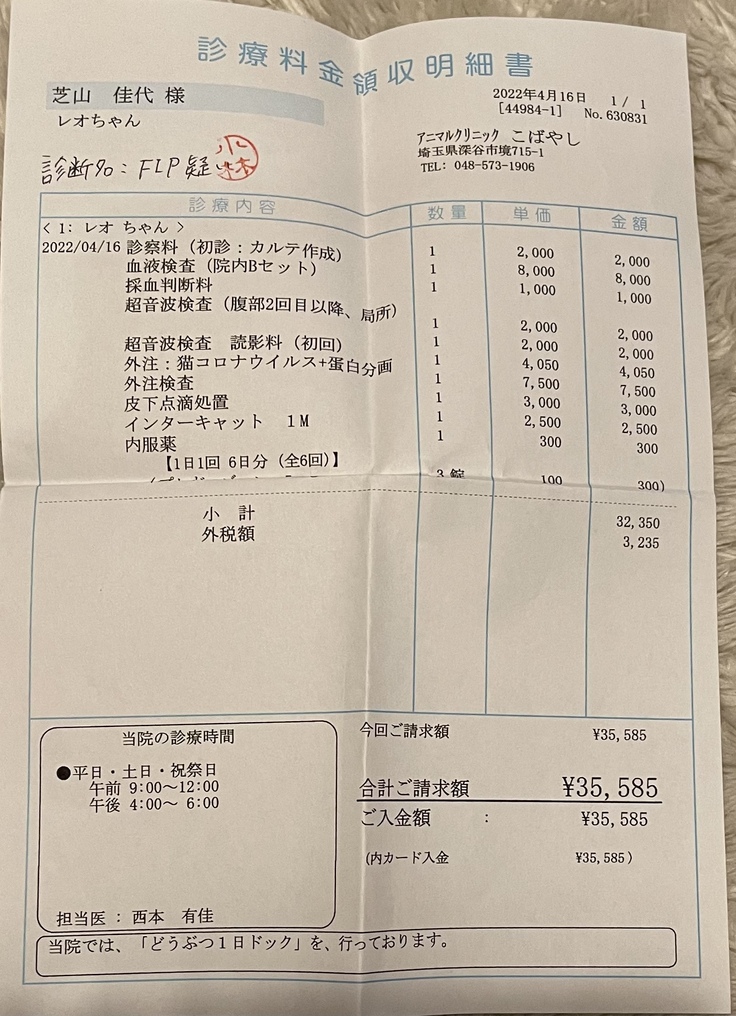 診療料金領収明細書
芝山 佳代 様
レオちゃん
2022年4月16日 1 / 1
[44984-1] No. 630831
アニマルクリニック こばやし
埼玉県深谷市境715-1
TEL: 048-573-1906
診断名: FIP疑
小林
診療内容 数量 単価 金額
< 1: レオ ちゃん >
2022/04/16 診察料 (初診:カルテ作成) 1 2,000 2,000
血液検査 (院内Bセット) 1 8,000 8,000
採血判断料 1 1,000 1,000
超音波検査 (腹部2回目以降、局所) 1 2,000 2,000
超音波検査 読影料 (初回) 1 2,000 2,000
外注:猫コロナウイルス+蛋白分画 1 4,050 4,050
外注検査 1 7,500 7,500
皮下点滴処置 1 3,000 3,000
インターキャット 1M 1 2,500 2,500
内服薬 1 300 300
【1日1回 6日分 (全6回)】
3 錠 100 300)
小 計 32,350
外税額 3,235
当院の診療時間
●平日・土日・祝祭日
午前 9:00～12:00
午後 4:00～ 6:00
担当医 : 西本 有佳
今回ご請求額 ¥35,585
合計ご請求額 ¥35,585
ご入金額 : ¥35,585
(内カード入金 ¥35,585)
当院では、「どうぶつ1日ドック」を、行っております。